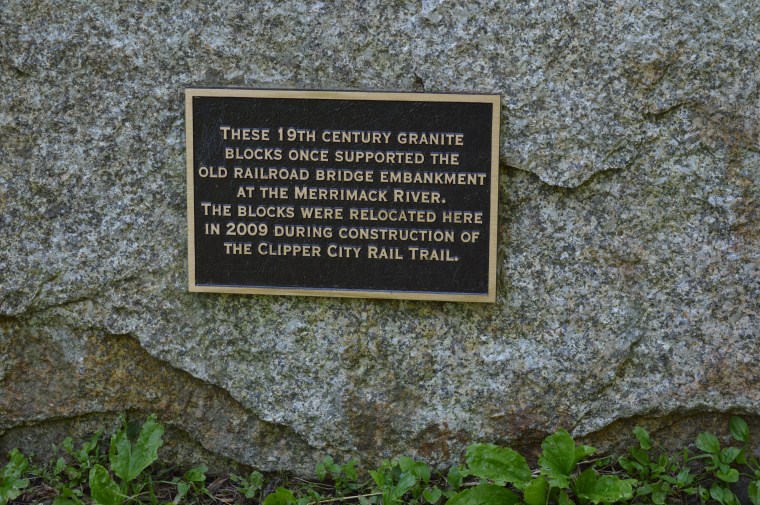 These 19th century granite
blocks once supported the
old railroad bridge embankment
at the Merrimack River.
The blocks were relocated here
in 2009 during construction of
the Clipper City Rail Trail.